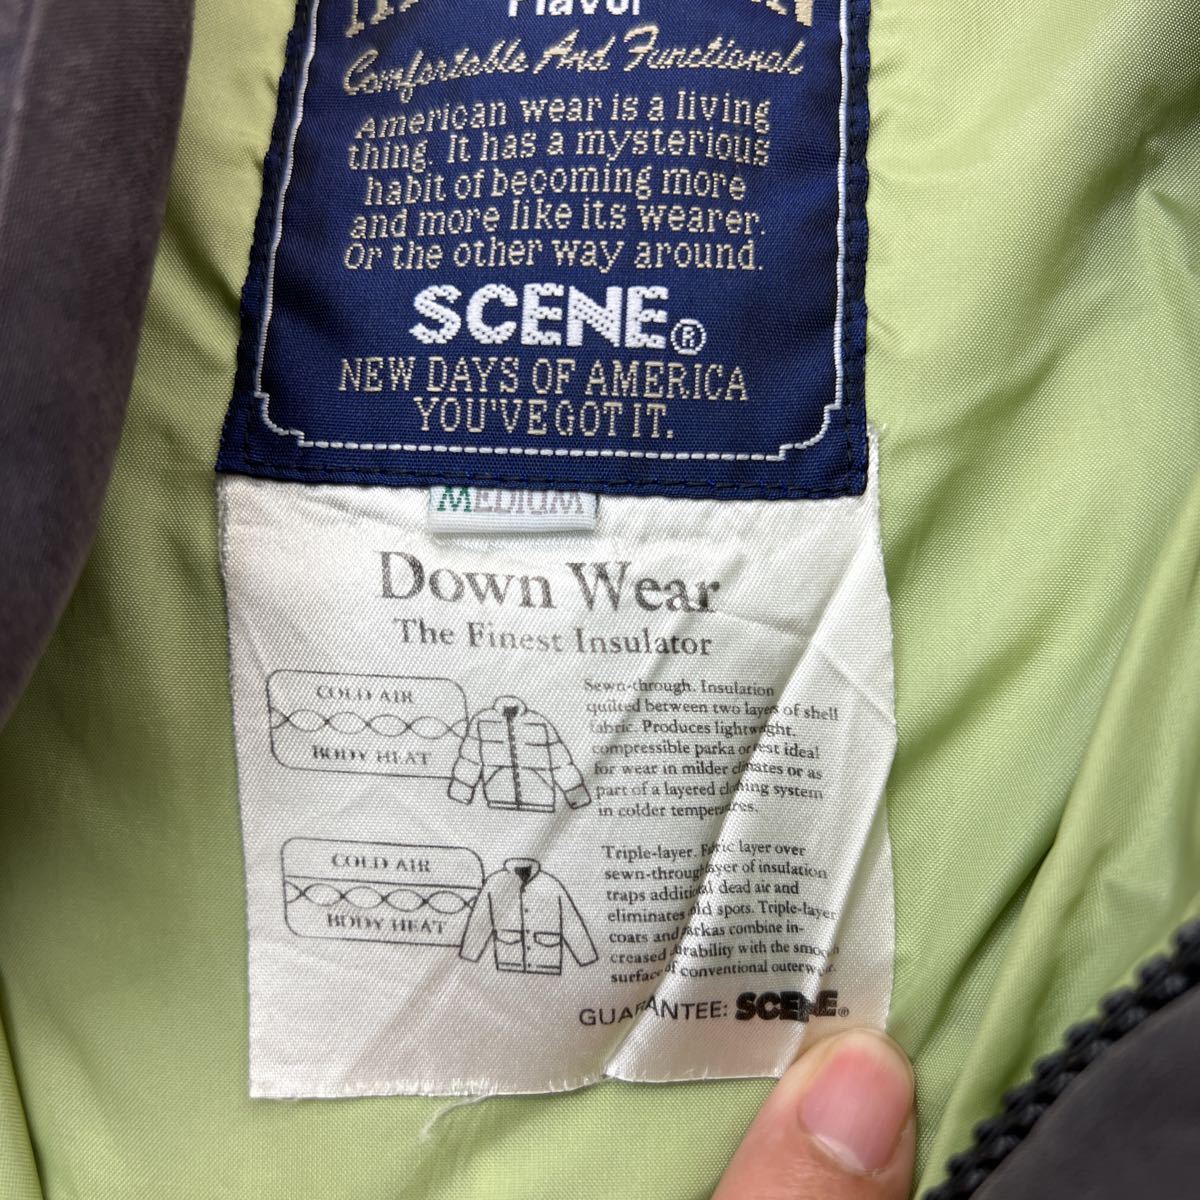 Flavor
Comfortable And Functional
American wear is a living
thing. It has a mysterious
habit of becoming more
and more like its wearer.
Or the other way around.
SCENE®
NEW DAYS OF AMERICA
YOU'VE GOT IT.
MEDIUM
Down Wear
The Finest Insulator
COLD AIR
BODY HEAT
Sewn-through. Insulation
quilted between two layers of shell
fabric. Produces lightweight,
compressible parka or vest ideal
for wear in milder climates or as
part of a layered clothing system
in colder temperatures.
COLD AIR
BODY HEAT
Triple-layer. Fabric layer over
sewn-through layer of insulation
traps additional dead air and
eliminates cold spots. Triple-layer
coats and parkas combine in-
creased durability with the smooth
surface of conventional outerwear.
GUARANTEE: SCENE®